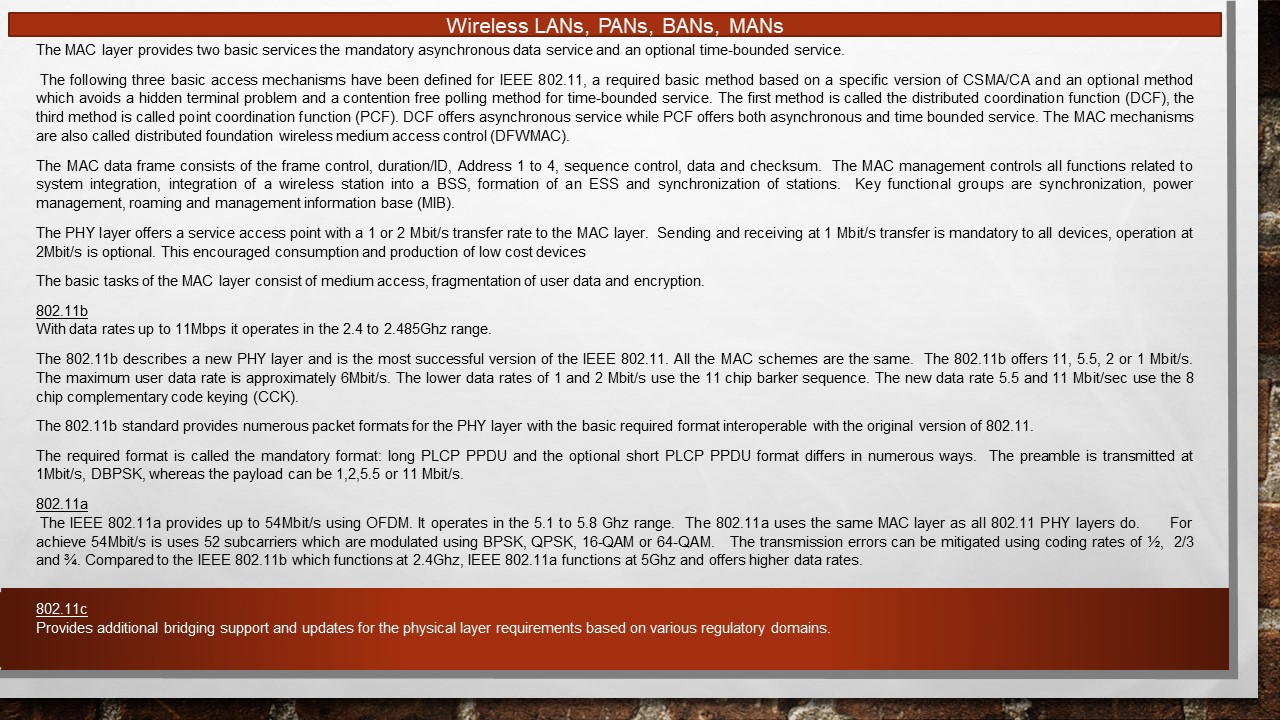 Wireless LANs, PANs, BANs, MANs
The MAC layer provides two basic services the mandatory asynchronous data service and an optional time-bounded service.
The following three basic access mechanisms have been defined for IEEE 802.11, a required basic method based on a specific version of CSMA/CA and an optional method
which avoids a hidden terminal problem and a contention free polling method for time-bounded service. The first method is called the distributed coordination function (DCF), the
third method is called point coordination function (PCF). DCF offers asynchronous service while PCF offers both asynchronous and time bounded service. The MAC mechanisms
are also called distributed foundation wireless medium access control (DFWMAC).
The MAC data frame consists of the frame control, duration/ID, Address 1 to 4, sequence control, data and checksum. The MAC management controls all functions related to
system integration, integration of a wireless station into a BSS, formation of an ESS and synchronization of stations. Key functional groups are synchronization, power
management, roaming and management information base (MIB).
The PHY layer offers a service access point with a 1 or 2 Mbit/s transfer rate to the MAC layer. Sending and receiving at 1 Mbit/s transfer is mandatory to all devices, operation at
2Mbit/s is optional. This encouraged consumption and production of low cost devices
The basic tasks of the MAC layer consist of medium access, fragmentation of user data and encryption.
802.11b
With data rates up to 11Mbps it operates in the 2.4 to 2.485Ghz range.
The 802.11b describes a new PHY layer and is the most successful version of the IEEE 802.11. All the MAC schemes are the same. The 802.11b offers 11, 5.5, 2 or 1 Mbit/s.
The maximum user data rate is approximately 6Mbit/s. The lower data rates of 1 and 2 Mbit/s use the 11 chip barker sequence. The new data rate 5.5 and 11 Mbit/sec use the 8
chip complementary code keying (CCK).
The 802.11b standard provides numerous packet formats for the PHY layer with the basic required format interoperable with the original version of 802.11.
The required format is called the mandatory format: long PLCP PPDU and the optional short PLCP PPDU format differs in numerous ways. The preamble is transmitted at
1Mbit/s, DBPSK, whereas the payload can be 1,2,5.5 or 11 Mbit/s.
802.11a
The IEEE 802.11a provides up to 54Mbit/s using OFDM. It operates in the 5.1 to 5.8 Ghz range. The 802.11a uses the same MAC layer as all 802.11 PHY layers do. For
achieve 54Mbit/s is uses 52 subcarriers which are modulated using BPSK, QPSK, 16-QAM or 64-QAM. The transmission errors can be mitigated using coding rates of ½, 2/3
and ¾. Compared to the IEEE 802.11b which functions at 2.4Ghz, IEEE 802.11a functions at 5Ghz and offers higher data rates.
802.11c
Provides additional bridging support and updates for the physical layer requirements based on various regulatory domains.